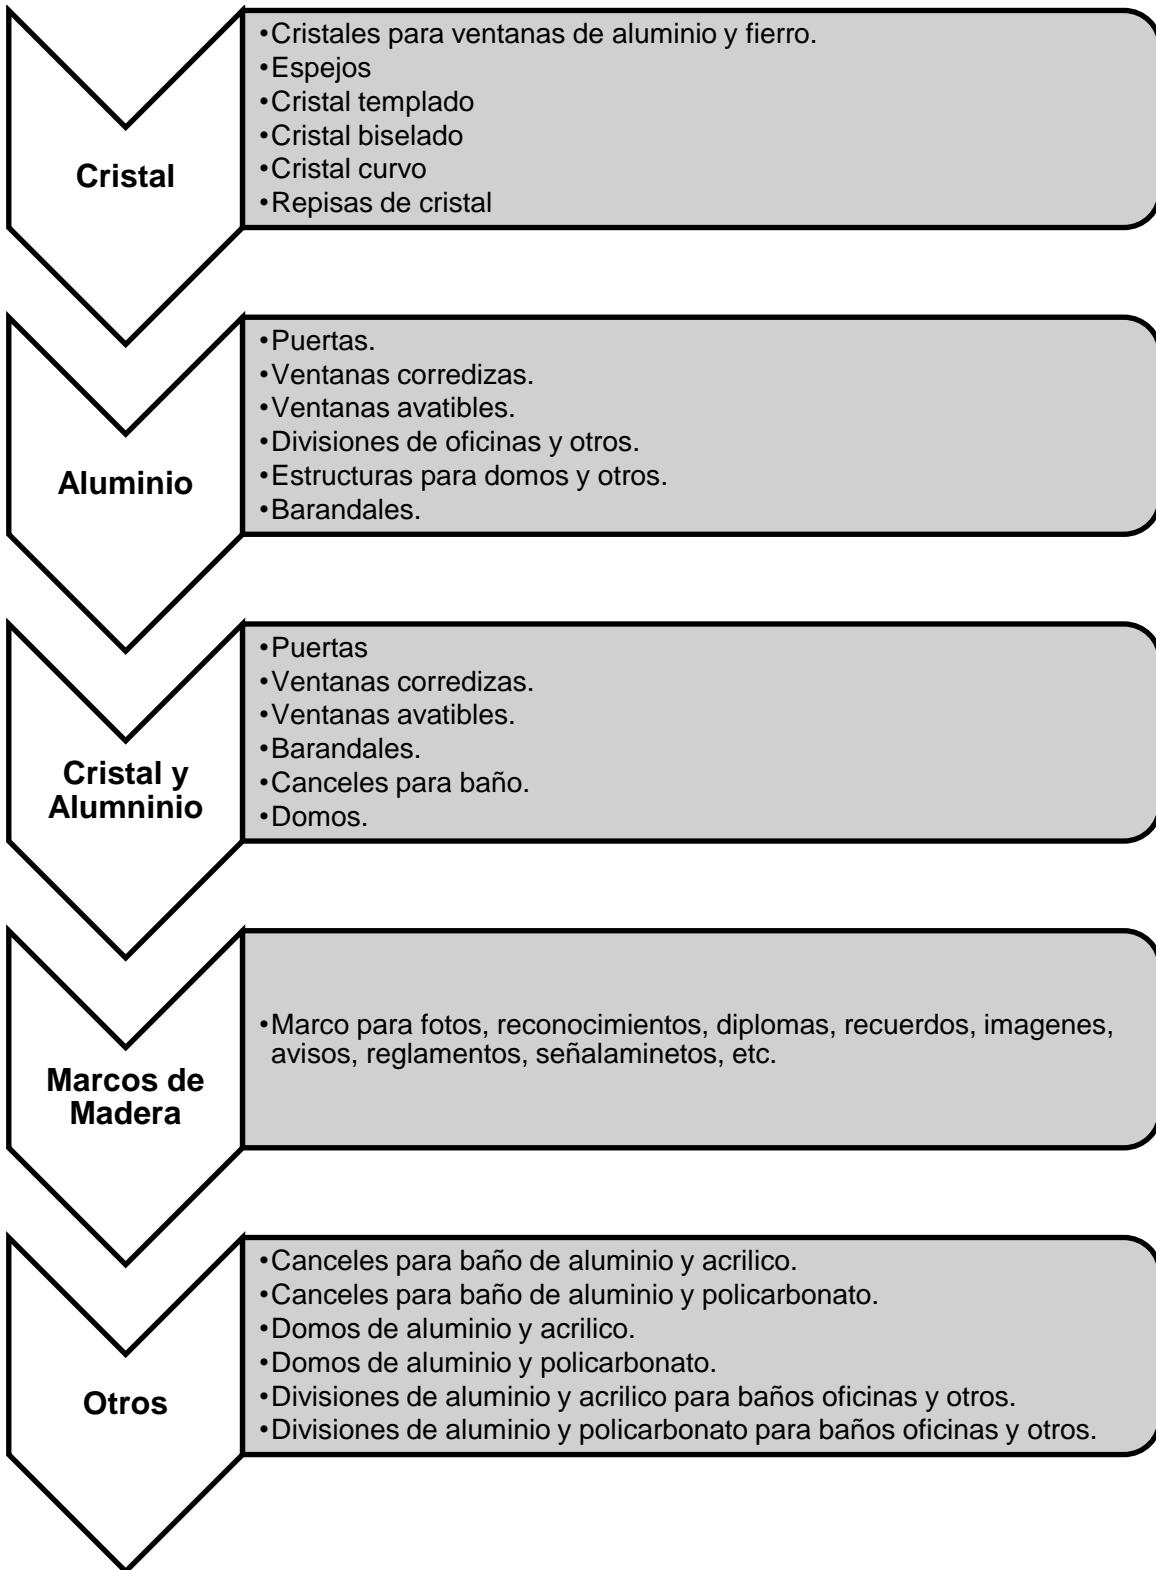 Cristal
•Cristales para ventanas de aluminio y fierro.
•Espejos
•Cristal templado
•Cristal biselado
•Cristal curvo
•Repisas de cristal
Aluminio
•Puertas.
•Ventanas corredizas.
•Ventanas avatibles.
•Divisiones de oficinas y otros.
•Estructuras para domos y otros.
•Barandales.
Cristal y
Alumninio
•Puertas
•Ventanas corredizas.
•Ventanas avatibles.
•Barandales.
•Canceles para baño.
•Domos.
Marcos de
Madera
•Marco para fotos, reconocimientos, diplomas, recuerdos, imagenes,
avisos, reglamentos, señalaminetos, etc.
Otros
•Canceles para baño de aluminio y acrilico.
•Canceles para baño de aluminio y policarbonato.
•Domos de aluminio y acrilico.
•Domos de aluminio y policarbonato.
•Divisiones de aluminio y acrilico para baños oficinas y otros.
•Divisiones de aluminio y policarbonato para baños oficinas y otros.